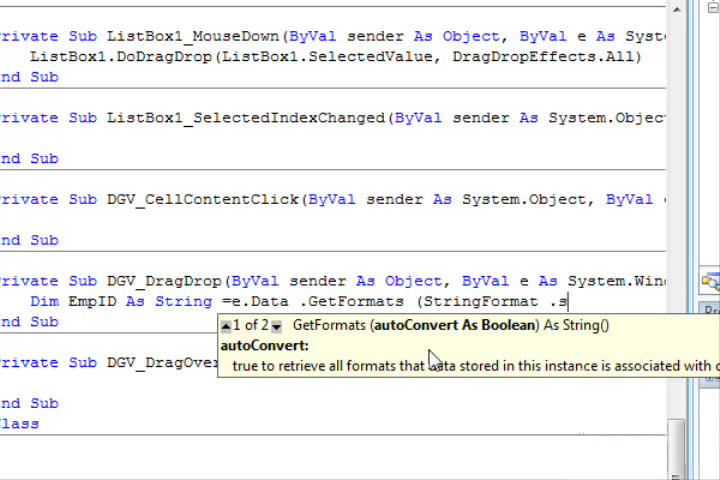 rivate Sub ListBox1_MouseDown(ByVal sender As Object, ByVal e As Syste
ListBox1.DoDragDrop(ListBox1.SelectedValue, DragDropEffects.All)
nd Sub
rivate Sub ListBox1_SelectedIndexChanged(ByVal sender As System.Object
nd Sub
rivate Sub DGV_CellContentClick(ByVal sender As System.Object, ByVal e
nd Sub
rivate Sub DGV_DragDrop(ByVal sender As Object, ByVal e As System.Wind
Dim EmpID As String =e.Data .GetFormats (StringFormat .s
nd Sub
1 of 2 GetFormats (autoConvert As Boolean) As String()
autoConvert:
true to retrieve all formats that data stored in this instance is associated with
rivate Sub DGV_DragOver
nd Sub
Class